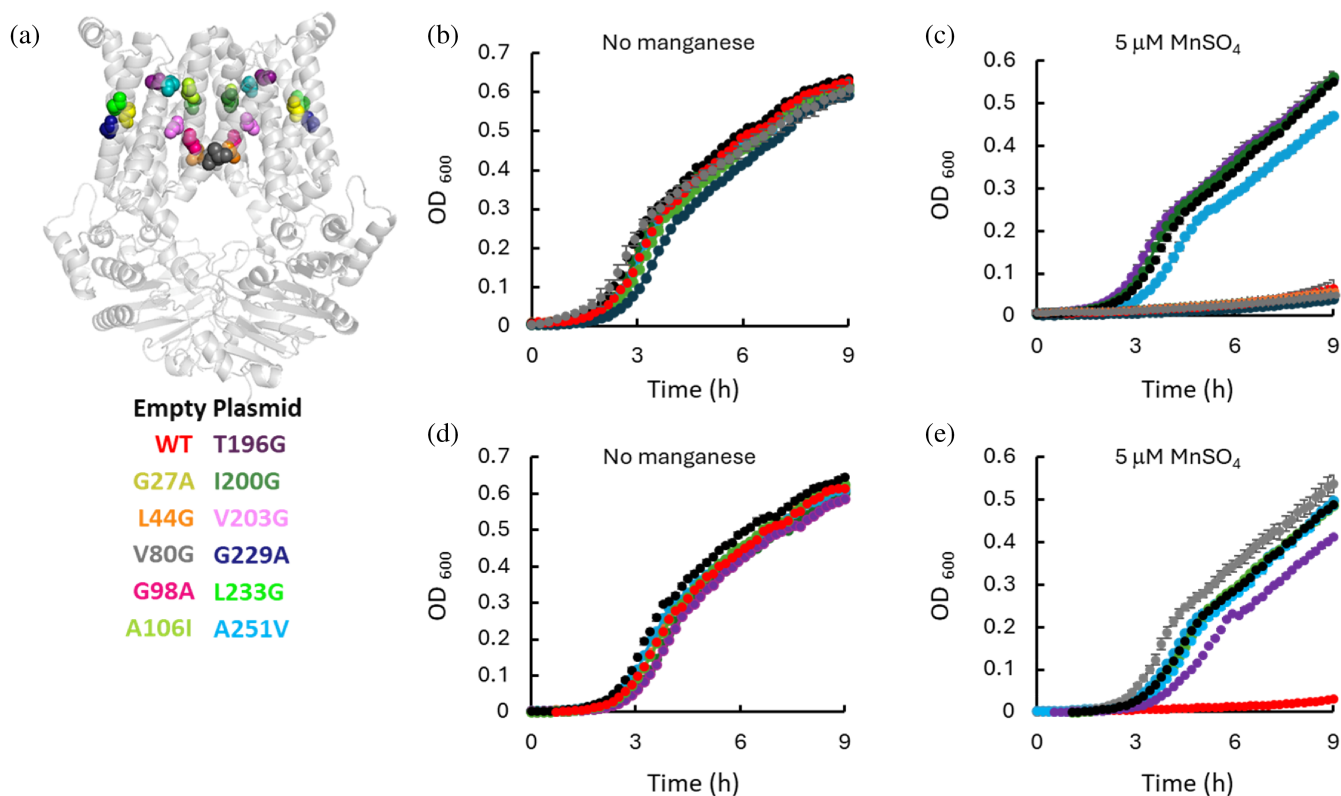 (a)
Empty Plasmid
WT T196G
G27A I200G
L44G V203G
V80G G229A
G98A L233G
A106I A251V
(b)
No manganese
OD 600
0.7
0.6
0.5
0.4
0.3
0.2
0.1
0
0 3 6 9
Time (h)
(c)
5 μM MnSO4
OD 600
0.7
0.6
0.5
0.4
0.3
0.2
0.1
0
0 3 6 9
Time (h)
(d)
No manganese
OD 600
0.7
0.6
0.5
0.4
0.3
0.2
0.1
0
0 3 6 9
Time (h)
(e)
5 μM MnSO4
OD 600
0.7
0.6
0.5
0.4
0.3
0.2
0.1
0
0 3 6 9
Time (h)